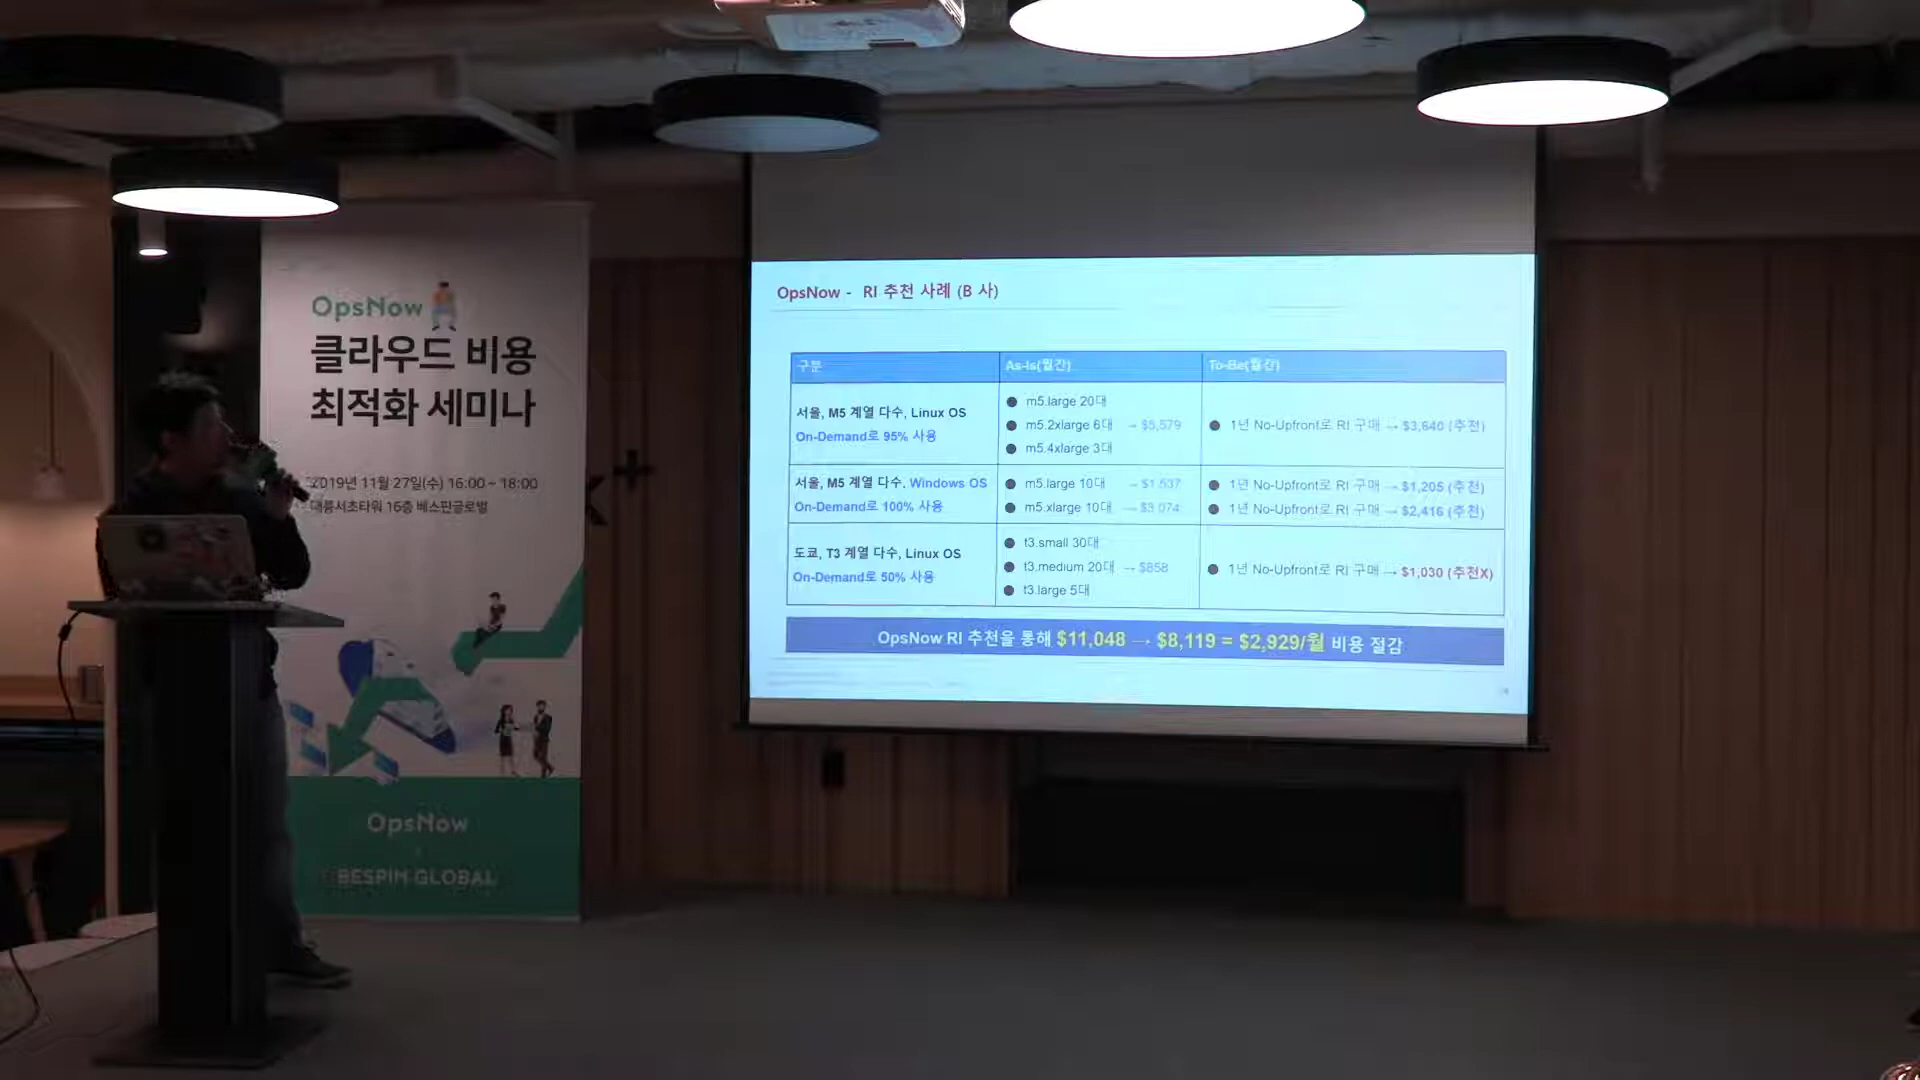 OpsNow
클라우드 비용
최적화 세미나
2019년 11월 27일(수) 16:00 ~ 18:00
대륭서초타워 16층 베스핀글로벌
OpsNow
BESPIN GLOBAL
OpsNow - RI 추천 사례 (B 사)
구분
As-Is(월간)
To-Be(월간)
서울, M5 계열 다수, Linux OS
On-Demand로 95% 사용
m5.large 20대
m5.2xlarge 6대 → $5,579
m5.4xlarge 3대
1년 No-Upfront로 RI 구매 → $3,640 (추천)
서울, M5 계열 다수, Windows OS
On-Demand로 100% 사용
m5.large 10대 → $1,537
m5.xlarge 10대 → $3,074
1년 No-Upfront로 RI 구매 → $1,205 (추천)
1년 No-Upfront로 RI 구매 → $2,416 (추천)
도쿄, T3 계열 다수, Linux OS
On-Demand로 50% 사용
t3.small 30대
t3.medium 20대 → $858
t3.large 5대
1년 No-Upfront로 RI 구매 → $1,030 (추천X)
OpsNow RI 추천을 통해 $11,048 → $8,119 = $2,929/월 비용 절감